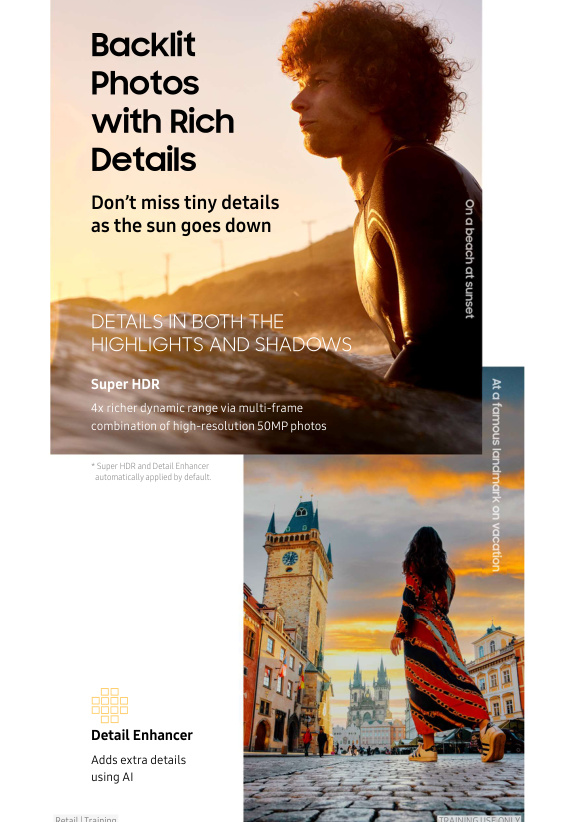 Backlit
Photos
with Rich
Details
Don't miss tiny details
as the sun goes down
On a beach at sunset
DETAILS IN BOTH THE
HIGHLIGHTS AND SHADOWS
Super HDR
4x richer dynamic range via multi-frame
combination of high-resolution 50MP photos
At a famous landmark on vacation
* Super HDR and Detail Enhancer
automatically applied by default.
Detail Enhancer
Adds extra details
using AI
Retail | Training
TRAINING USE ONLY